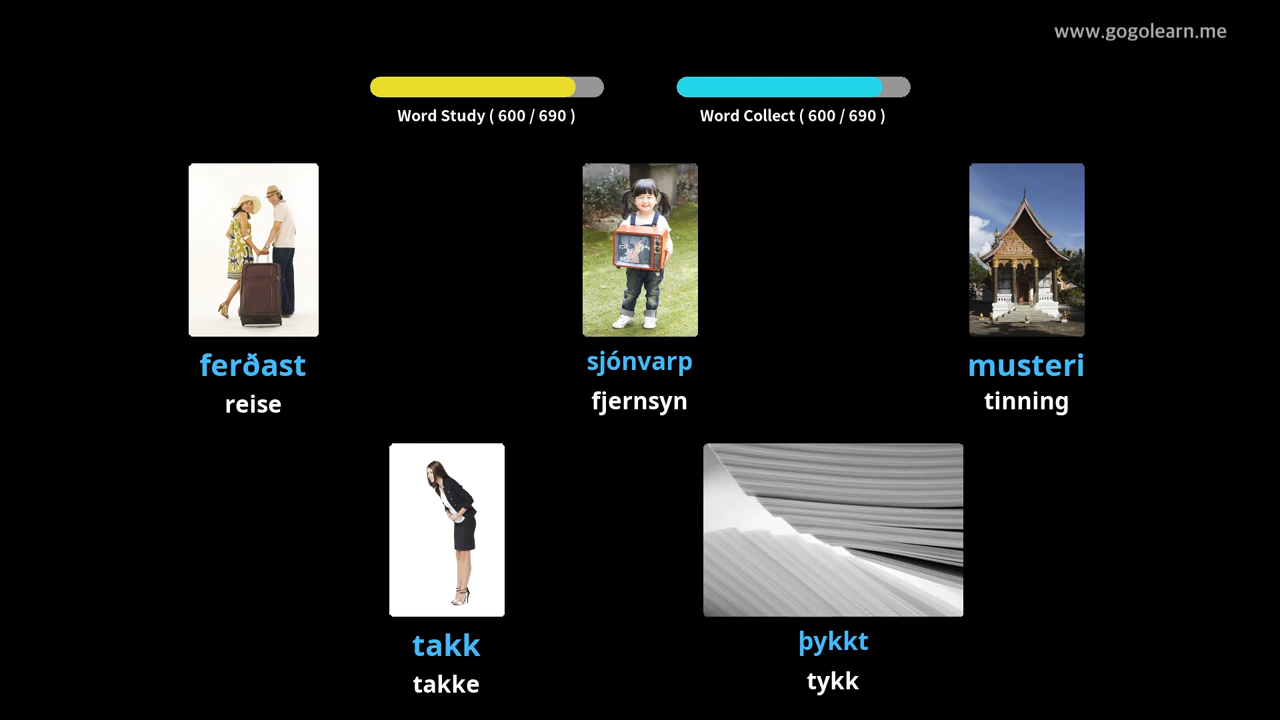 www.gogolearn.me
Word Study ( 600 / 690 )
Word Collect ( 600 / 690 )
ferðast
reise
sjónvarp
fjernsyn
musteri
tinning
takk
takke
þykkt
tykk